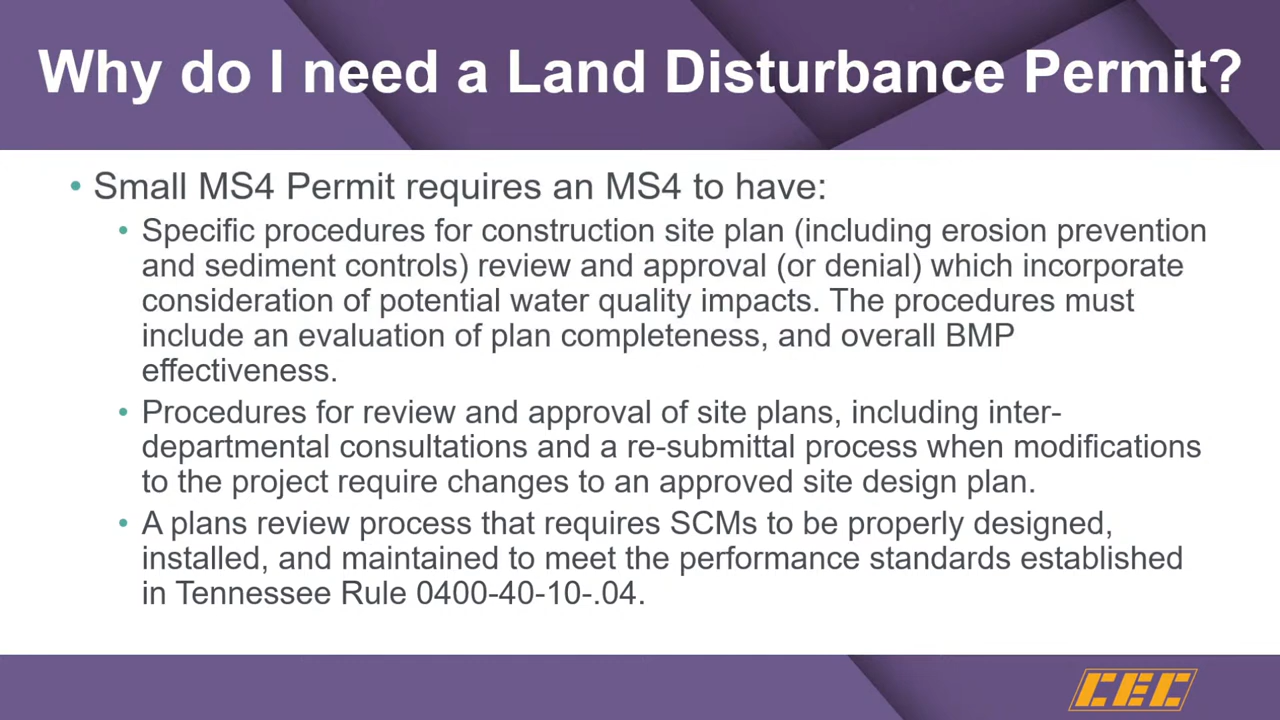 Why do I need a Land Disturbance Permit?
• Small MS4 Permit requires an MS4 to have:
• Specific procedures for construction site plan (including erosion prevention
and sediment controls) review and approval (or denial) which incorporate
consideration of potential water quality impacts. The procedures must
include an evaluation of plan completeness, and overall BMP
effectiveness.
• Procedures for review and approval of site plans, including inter-
departmental consultations and a re-submittal process when modifications
to the project require changes to an approved site design plan.
• A plans review process that requires SCMs to be properly designed,
installed, and maintained to meet the performance standards established
in Tennessee Rule 0400-40-10-.04.
CEC